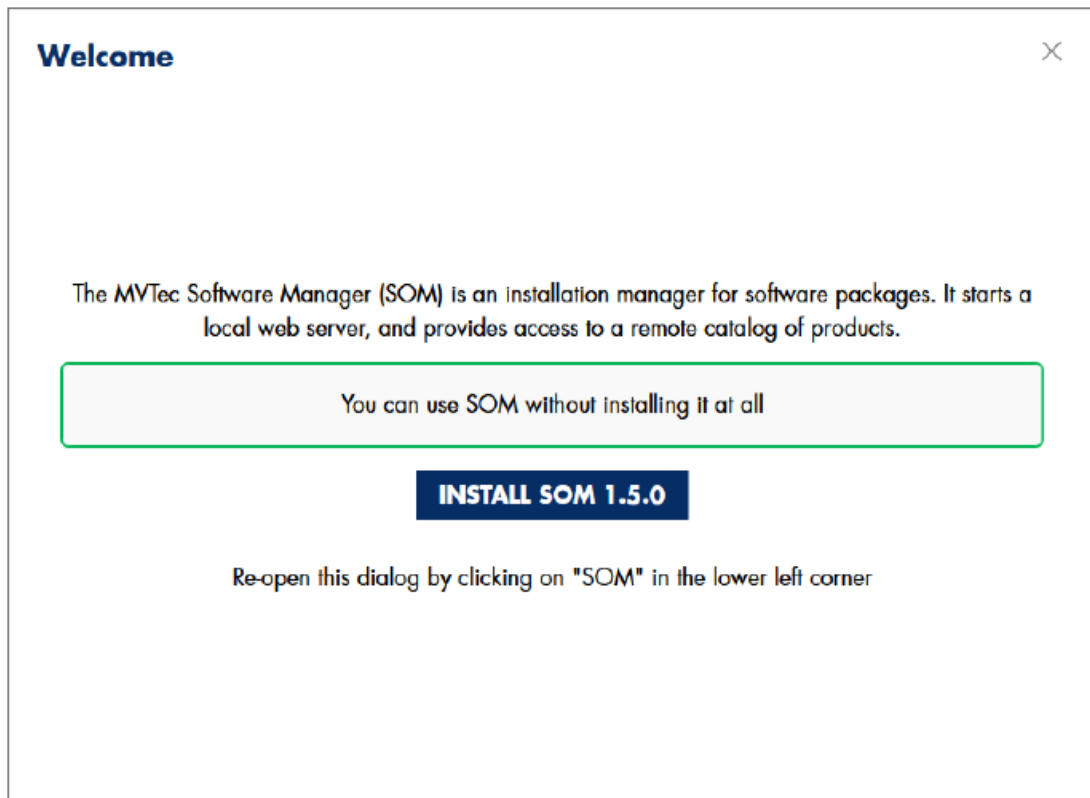 Welcome
The MVTec Software Manager (SOM) is an installation manager for software packages. It starts a
local web server, and provides access to a remote catalog of products.
You can use SOM without installing it at all
INSTALL SOM 1.5.0
Re-open this dialog by clicking on "SOM" in the lower left corner